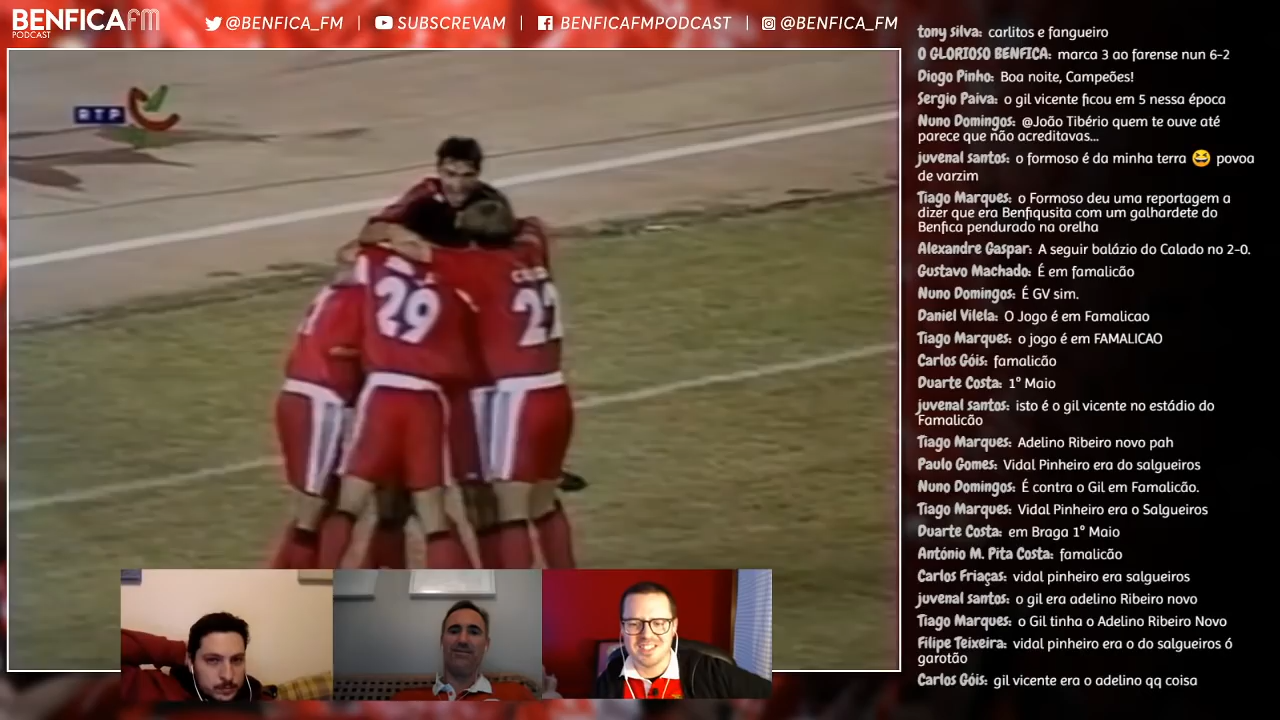 BENFICAFM
PODCAST
@BENFICA_FM | SUBSCREVAM | BENFICAFMPODCAST | @BENFICA_FM
RTP
29
22
tony silva: carlitos e fangueiro
O GLORIOSO BENFICA: marca 3 ao farense nun 6-2
Diogo Pinho: Boa noite, Campeões!
Sergio Paiva: o gil vicente ficou em 5 nessa época
Nuno Domingos: @João Tibério quem te ouve até
parece que não acreditavas...
juvenal santos: o formoso é da minha terra 😆 povoa
de varzim
Tiago Marques: o Formoso deu uma reportagem a
dizer que era Benfiqusita com um galhardete do
Benfica pendurado na orelha
Alexandre Gaspar: A seguir balázio do Calado no 2-0.
Gustavo Machado: É em famalicão
Nuno Domingos: É GV sim.
Daniel Vilela: O Jogo é em Famalicao
Tiago Marques: o jogo é em FAMALICAO
Carlos Góis: famalicão
Duarte Costa: 1º Maio
juvenal santos: isto é o gil vicente no estádio do
Famalicão
Tiago Marques: Adelino Ribeiro novo pah
Paulo Gomes: Vidal Pinheiro era do salgueiros
Nuno Domingos: É contra o Gil em Famalicão.
Tiago Marques: Vidal Pinheiro era o Salgueiros
Duarte Costa: em Braga 1º Maio
António M. Pita Costa: famalicão
Carlos Friaças: vidal pinheiro era salgueiros
juvenal santos: o gil era adelino Ribeiro novo
Tiago Marques: o Gil tinha o Adelino Ribeiro Novo
Filipe Teixeira: vidal pinheiro era o do salgueiros ó
garotão
Carlos Góis: gil vicente era o adelino qq coisa